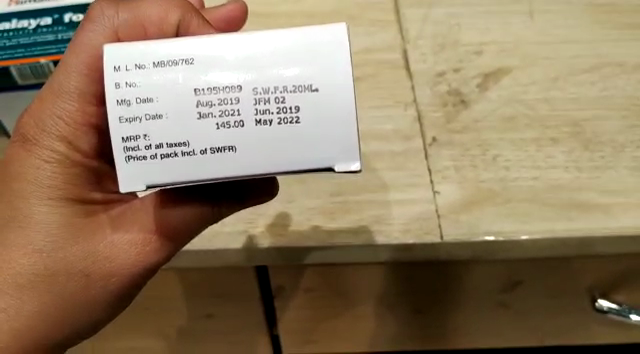 alaya fo
M. L. No.: MB/09/762
B. No.: B195H089 S.W.F.R.20ML
Mfg. Date : Aug.2019 JFM 02
Expiry Date : Jan.2021 Jun.2019
MRP ₹: 145.00 May 2022
(Incl. of all taxes)
(Price of pack Incl. of SWFR)